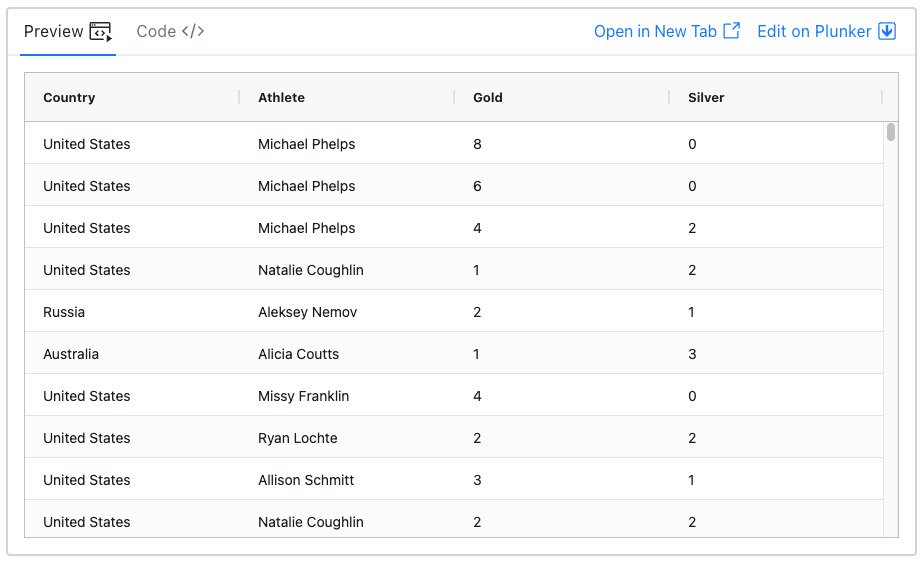 Preview Code </> Open in New Tab Edit on Plunker
Country Athlete Gold Silver
United States Michael Phelps 8 0
United States Michael Phelps 6 0
United States Michael Phelps 4 2
United States Natalie Coughlin 1 2
Russia Aleksey Nemov 2 1
Australia Alicia Coutts 1 3
United States Missy Franklin 4 0
United States Ryan Lochte 2 2
United States Allison Schmitt 3 1
United States Natalie Coughlin 2 2